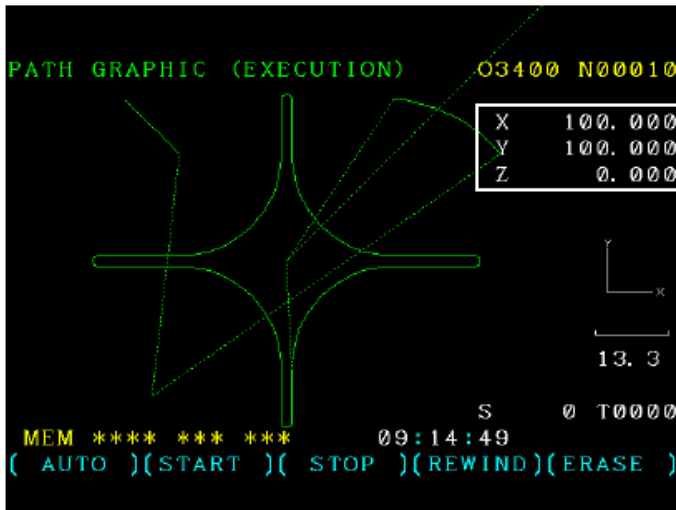 PATH GRAPHIC (EXECUTION) O3400 N00010
X 100.000
Y 100.000
Z 0.000
Y
X
13.3
S 0 T0000
MEM **** *** ***
09:14:49
( AUTO )(START )( STOP )(REWIND)(ERASE )